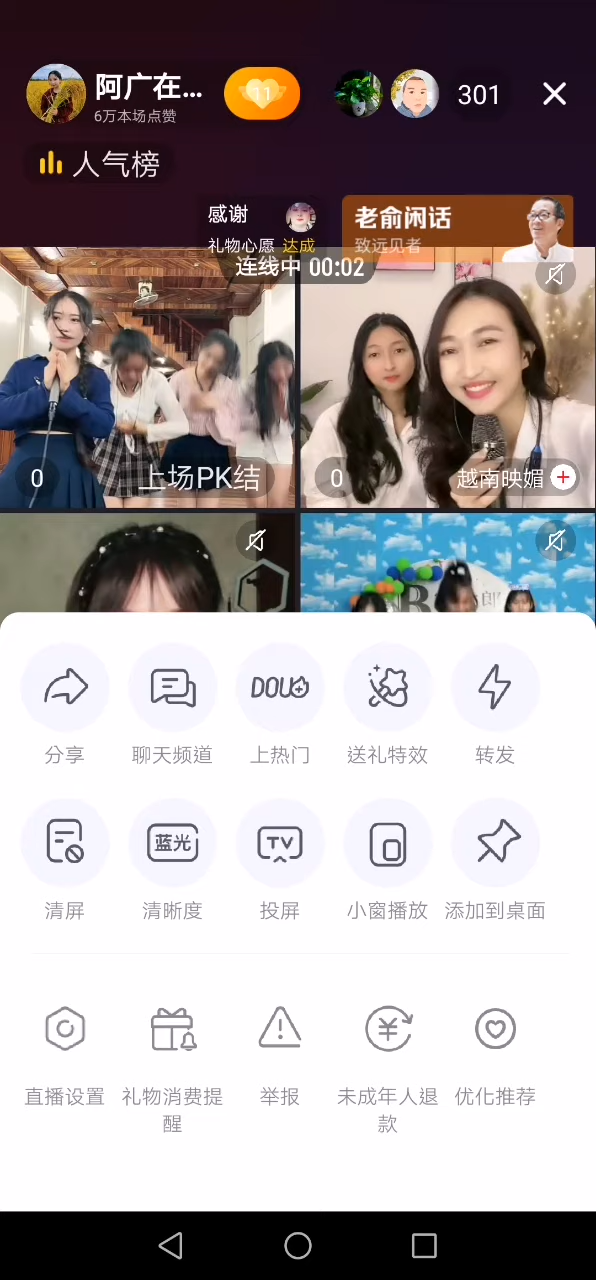 阿广在...
11
301
6万本场点赞
人气榜
感谢
礼物心愿 达成
老俞闲话
致远见者
连线中 00:02
0
上场PK结
0
越南映媚
B
郎
分享
聊天频道
DOU+
上热门
送礼特效
转发
清屏
蓝光
清晰度
TV
投屏
小窗播放
添加到桌面
直播设置
礼物消费提
醒
举报
未成年人退
款
优化推荐